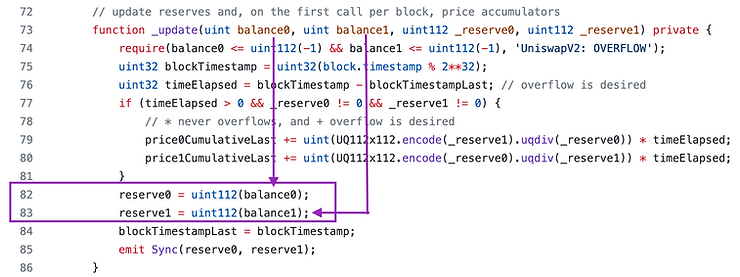 72 // update reserves and, on the first call per block, price accumulators
73 function _update(uint balance0, uint balance1, uint112 _reserve0, uint112 _reserve1) private {
74 require(balance0 <= uint112(-1) && balance1 <= uint112(-1), 'UniswapV2: OVERFLOW');
75 uint32 blockTimestamp = uint32(block.timestamp % 2**32);
76 uint32 timeElapsed = blockTimestamp - blockTimestampLast; // overflow is desired
77 if (timeElapsed > 0 && _reserve0 != 0 && _reserve1 != 0) {
78 // * never overflows, and + overflow is desired
79 price0CumulativeLast += uint(UQ112x112.encode(_reserve1).uqdiv(_reserve0)) * timeElapsed;
80 price1CumulativeLast += uint(UQ112x112.encode(_reserve0).uqdiv(_reserve1)) * timeElapsed;
81 }
82 reserve0 = uint112(balance0);
83 reserve1 = uint112(balance1);
84 blockTimestampLast = blockTimestamp;
85 emit Sync(reserve0, reserve1);
86 }